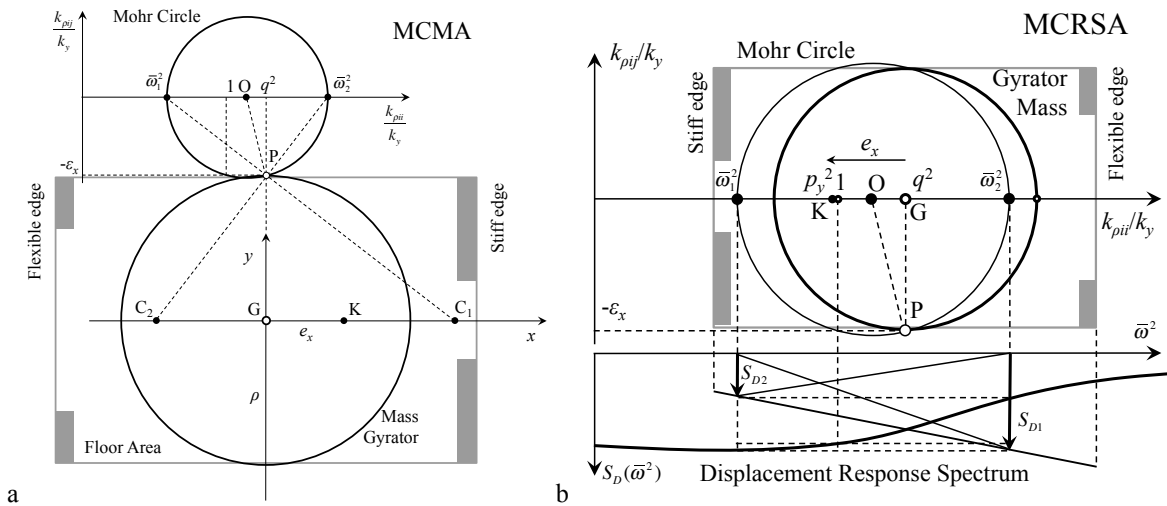 k_ρij / k_y
Mohr Circle
MCMA
ω̄₁²
1 O q²
ω̄₂²
k_ρii / k_y
P
-ε_x
Flexible edge
Stiff edge
y
C₂
G
K
C₁
e_x
x
ρ
Mass
Gyrator
Floor Area
a
MCRSA
k_ρij/k_y
Mohr Circle
Gyrator
Mass
Stiff edge
Flexible edge
e_x
ω̄₁²
p_y² 1 O q²
ω̄₂²
K
G
k_ρii/k_y
P
-ε_x
ω̄²
S_D2
S_D1
S_D(ω̄²)
Displacement Response Spectrum
b